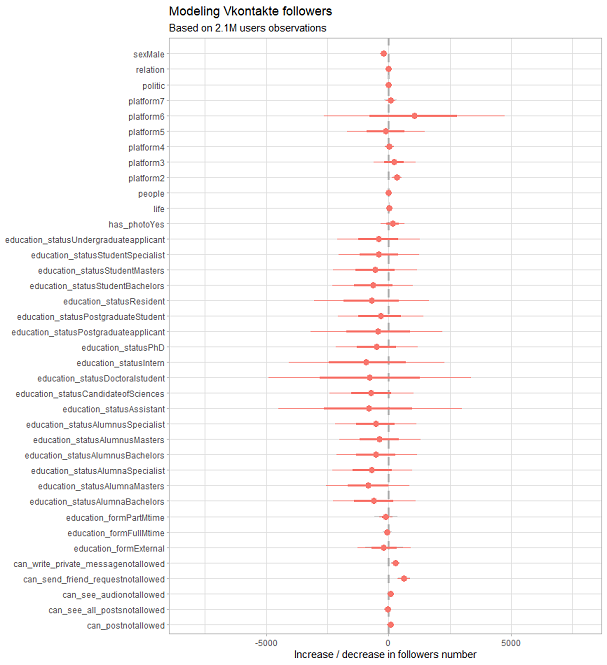 Modeling Vkontakte followers
Based on 2.1M users observations
sexMale
relation
politic
platform7
platform6
platform5
platform4
platform3
platform2
people
life
has_photoYes
education_statusUndergraduateapplicant
education_statusStudentSpecialist
education_statusStudentMasters
education_statusStudentBachelors
education_statusResident
education_statusPostgraduateStudent
education_statusPostgraduateapplicant
education_statusPhD
education_statusIntern
education_statusDoctoralstudent
education_statusCandidateofSciences
education_statusAssistant
education_statusAlumnusSpecialist
education_statusAlumnusMasters
education_statusAlumnusBachelors
education_statusAlumnaSpecialist
education_statusAlumnaMasters
education_statusAlumnaBachelors
education_formPartMtime
education_formFullMtime
education_formExternal
can_write_private_messagenotallowed
can_send_friend_requestnotallowed
can_see_audionotallowed
can_see_all_postsnotallowed
can_postnotallowed
-5000 0 5000
Increase / decrease in followers number